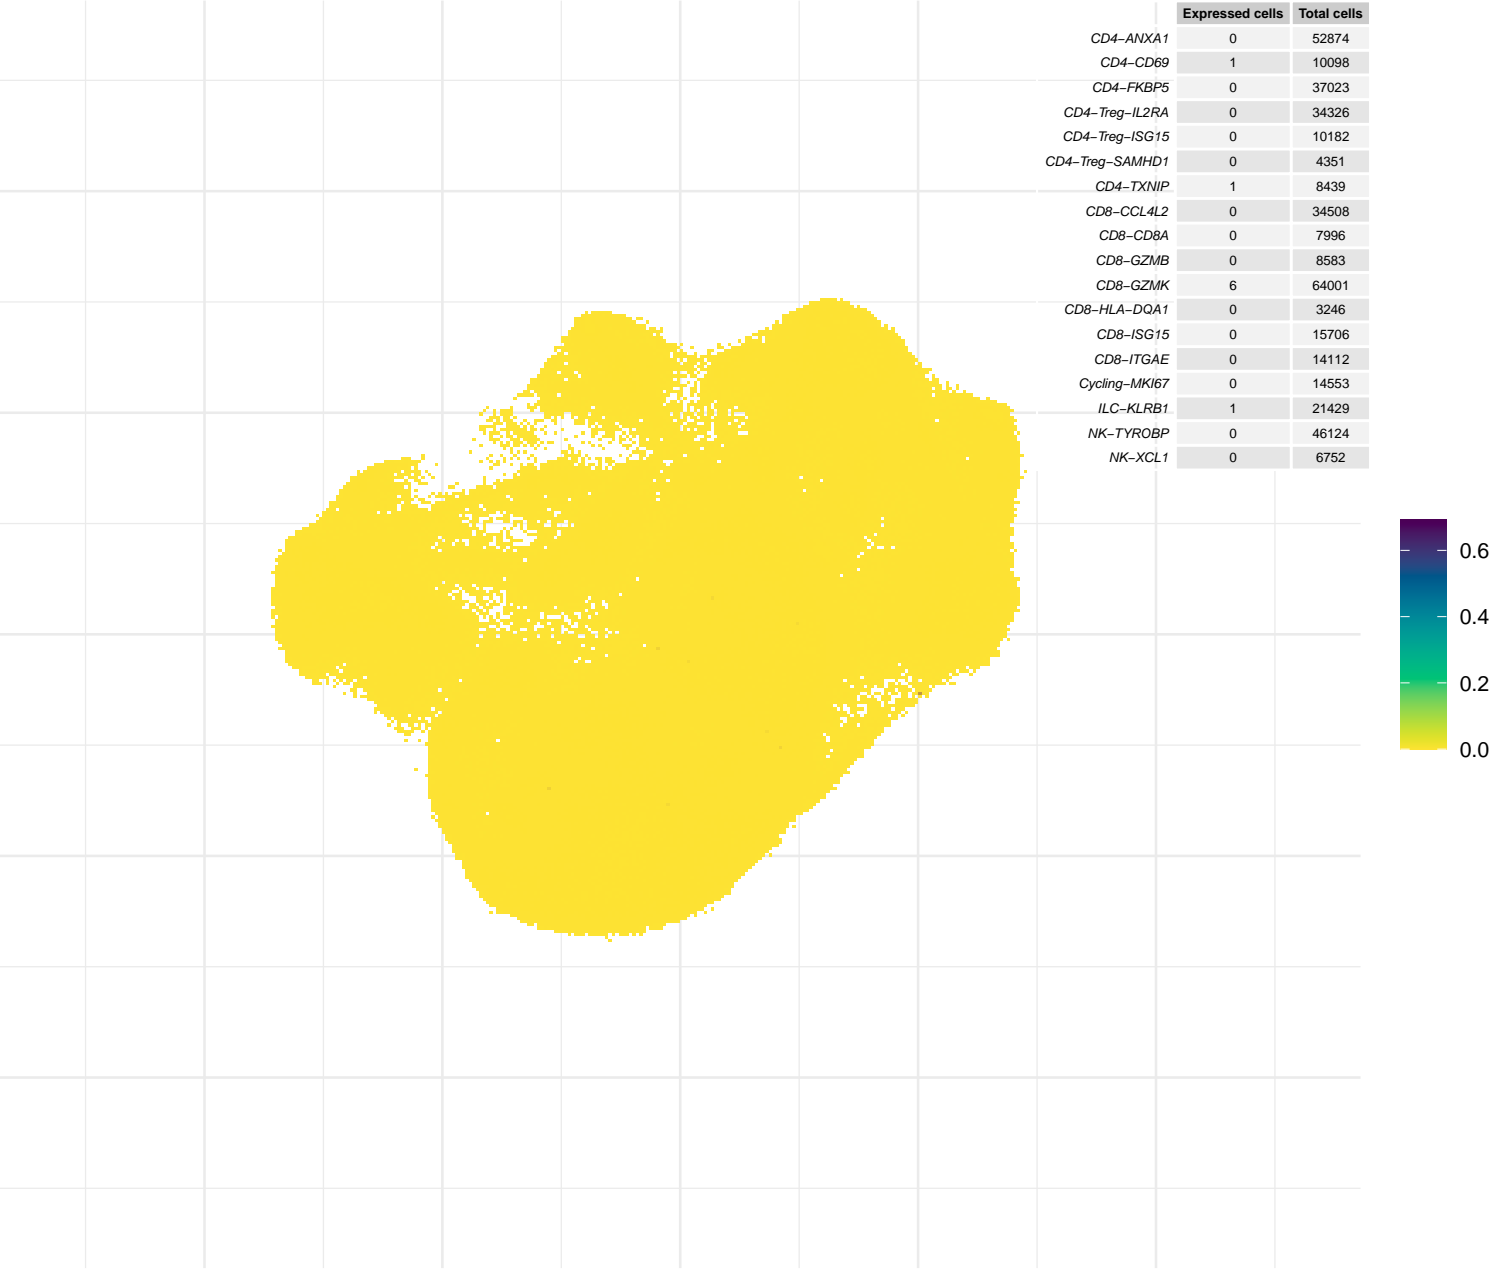 Expressed cells Total cells
CD4−ANXA1 0 52874
CD4−CD69 1 10098
CD4−FKBP5 0 37023
CD4−Treg−IL2RA 0 34326
CD4−Treg−ISG15 0 10182
CD4−Treg−SAMHD1 0 4351
CD4−TXNIP 1 8439
CD8−CCL4L2 0 34508
CD8−CD8A 0 7996
CD8−GZMB 0 8583
CD8−GZMK 6 64001
CD8−HLA−DQA1 0 3246
CD8−ISG15 0 15706
CD8−ITGAE 0 14112
Cycling−MKI67 0 14553
ILC−KLRB1 1 21429
NK−TYROBP 0 46124
NK−XCL1 0 6752
0.6
0.4
0.2
0.0